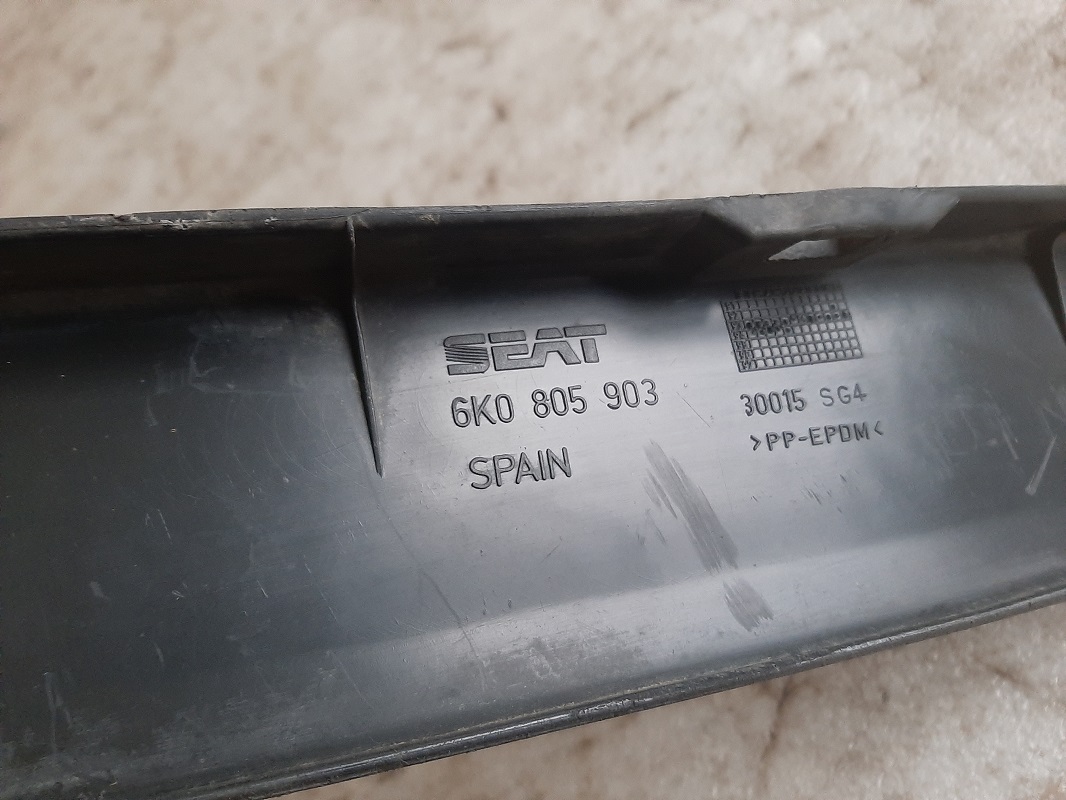 SEAT
6K0 805 903
SPAIN
30015 SG4
>PP-EPDM<